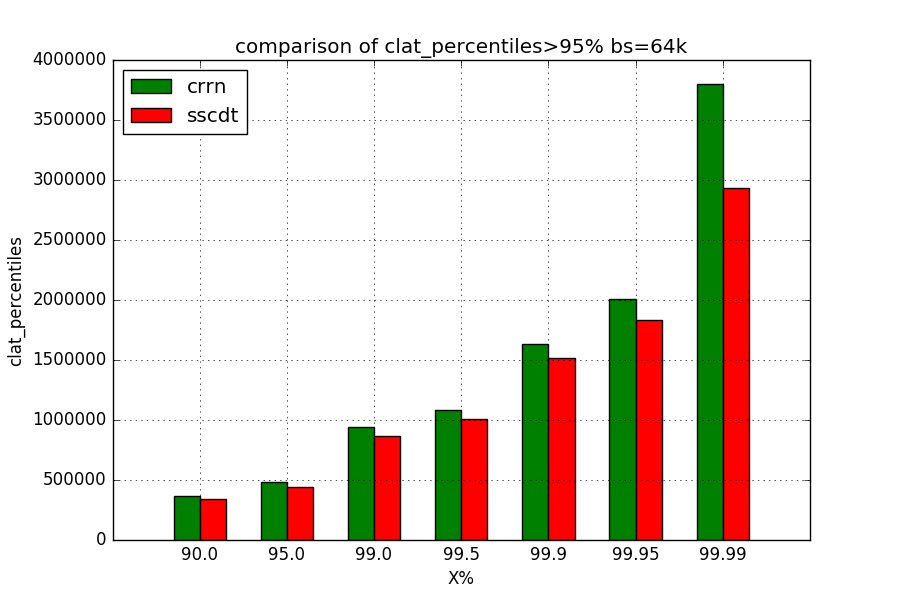 comparison of clat_percentiles>95% bs=64k
4000000
3500000
3000000
2500000
2000000
1500000
1000000
500000
0
clat_percentiles
crrn
sscdt
90.0 95.0 99.0 99.5 99.9 99.95 99.99
X%